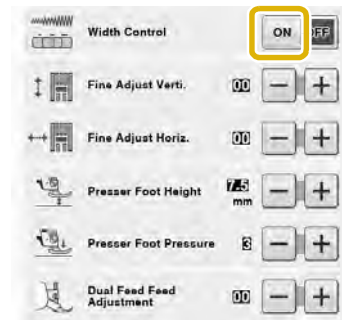 Width Control ON OFF
Fine Adjust Verti. 00 - +
Fine Adjust Horiz. 00 - +
Presser Foot Height 7.5 mm - +
Presser Foot Pressure 3 - +
Dual Feed Feed
Adjustment 00 - +